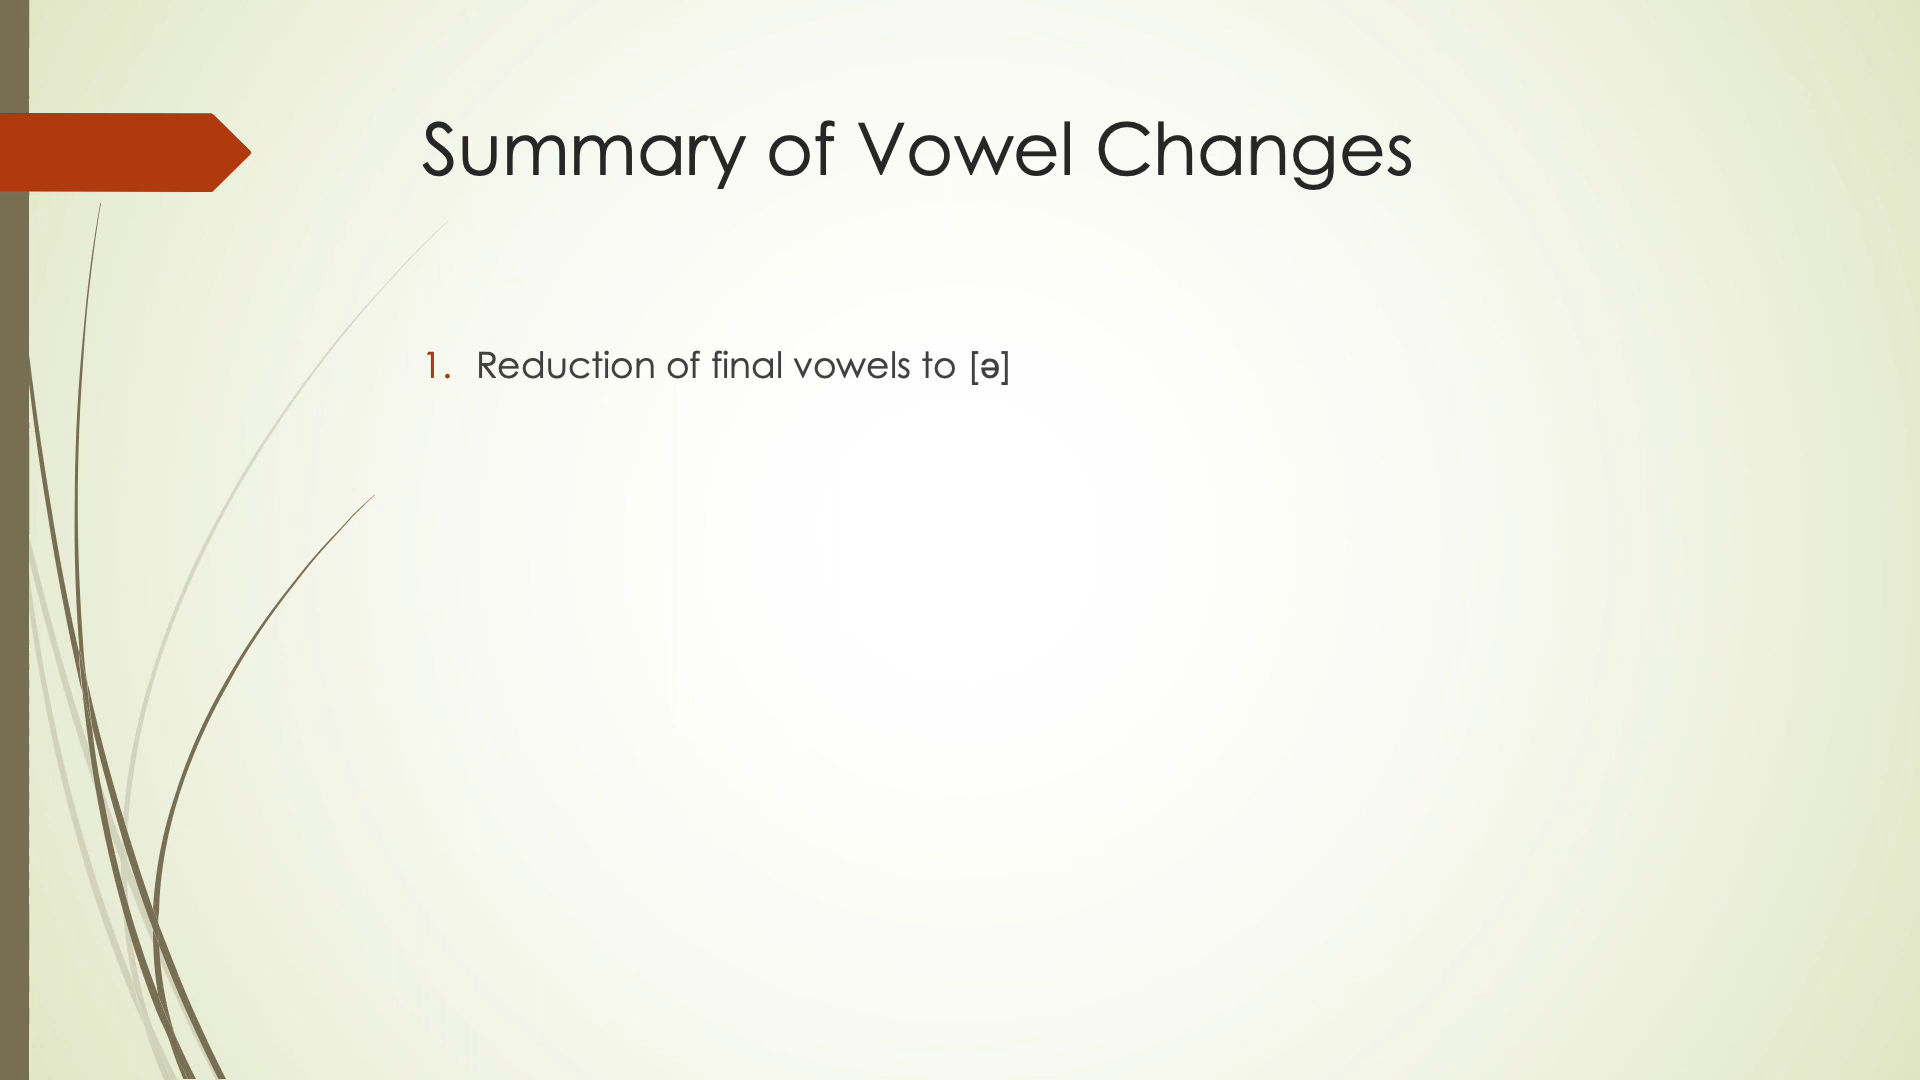 Summary of Vowel Changes
1. Reduction of final vowels to [ə]